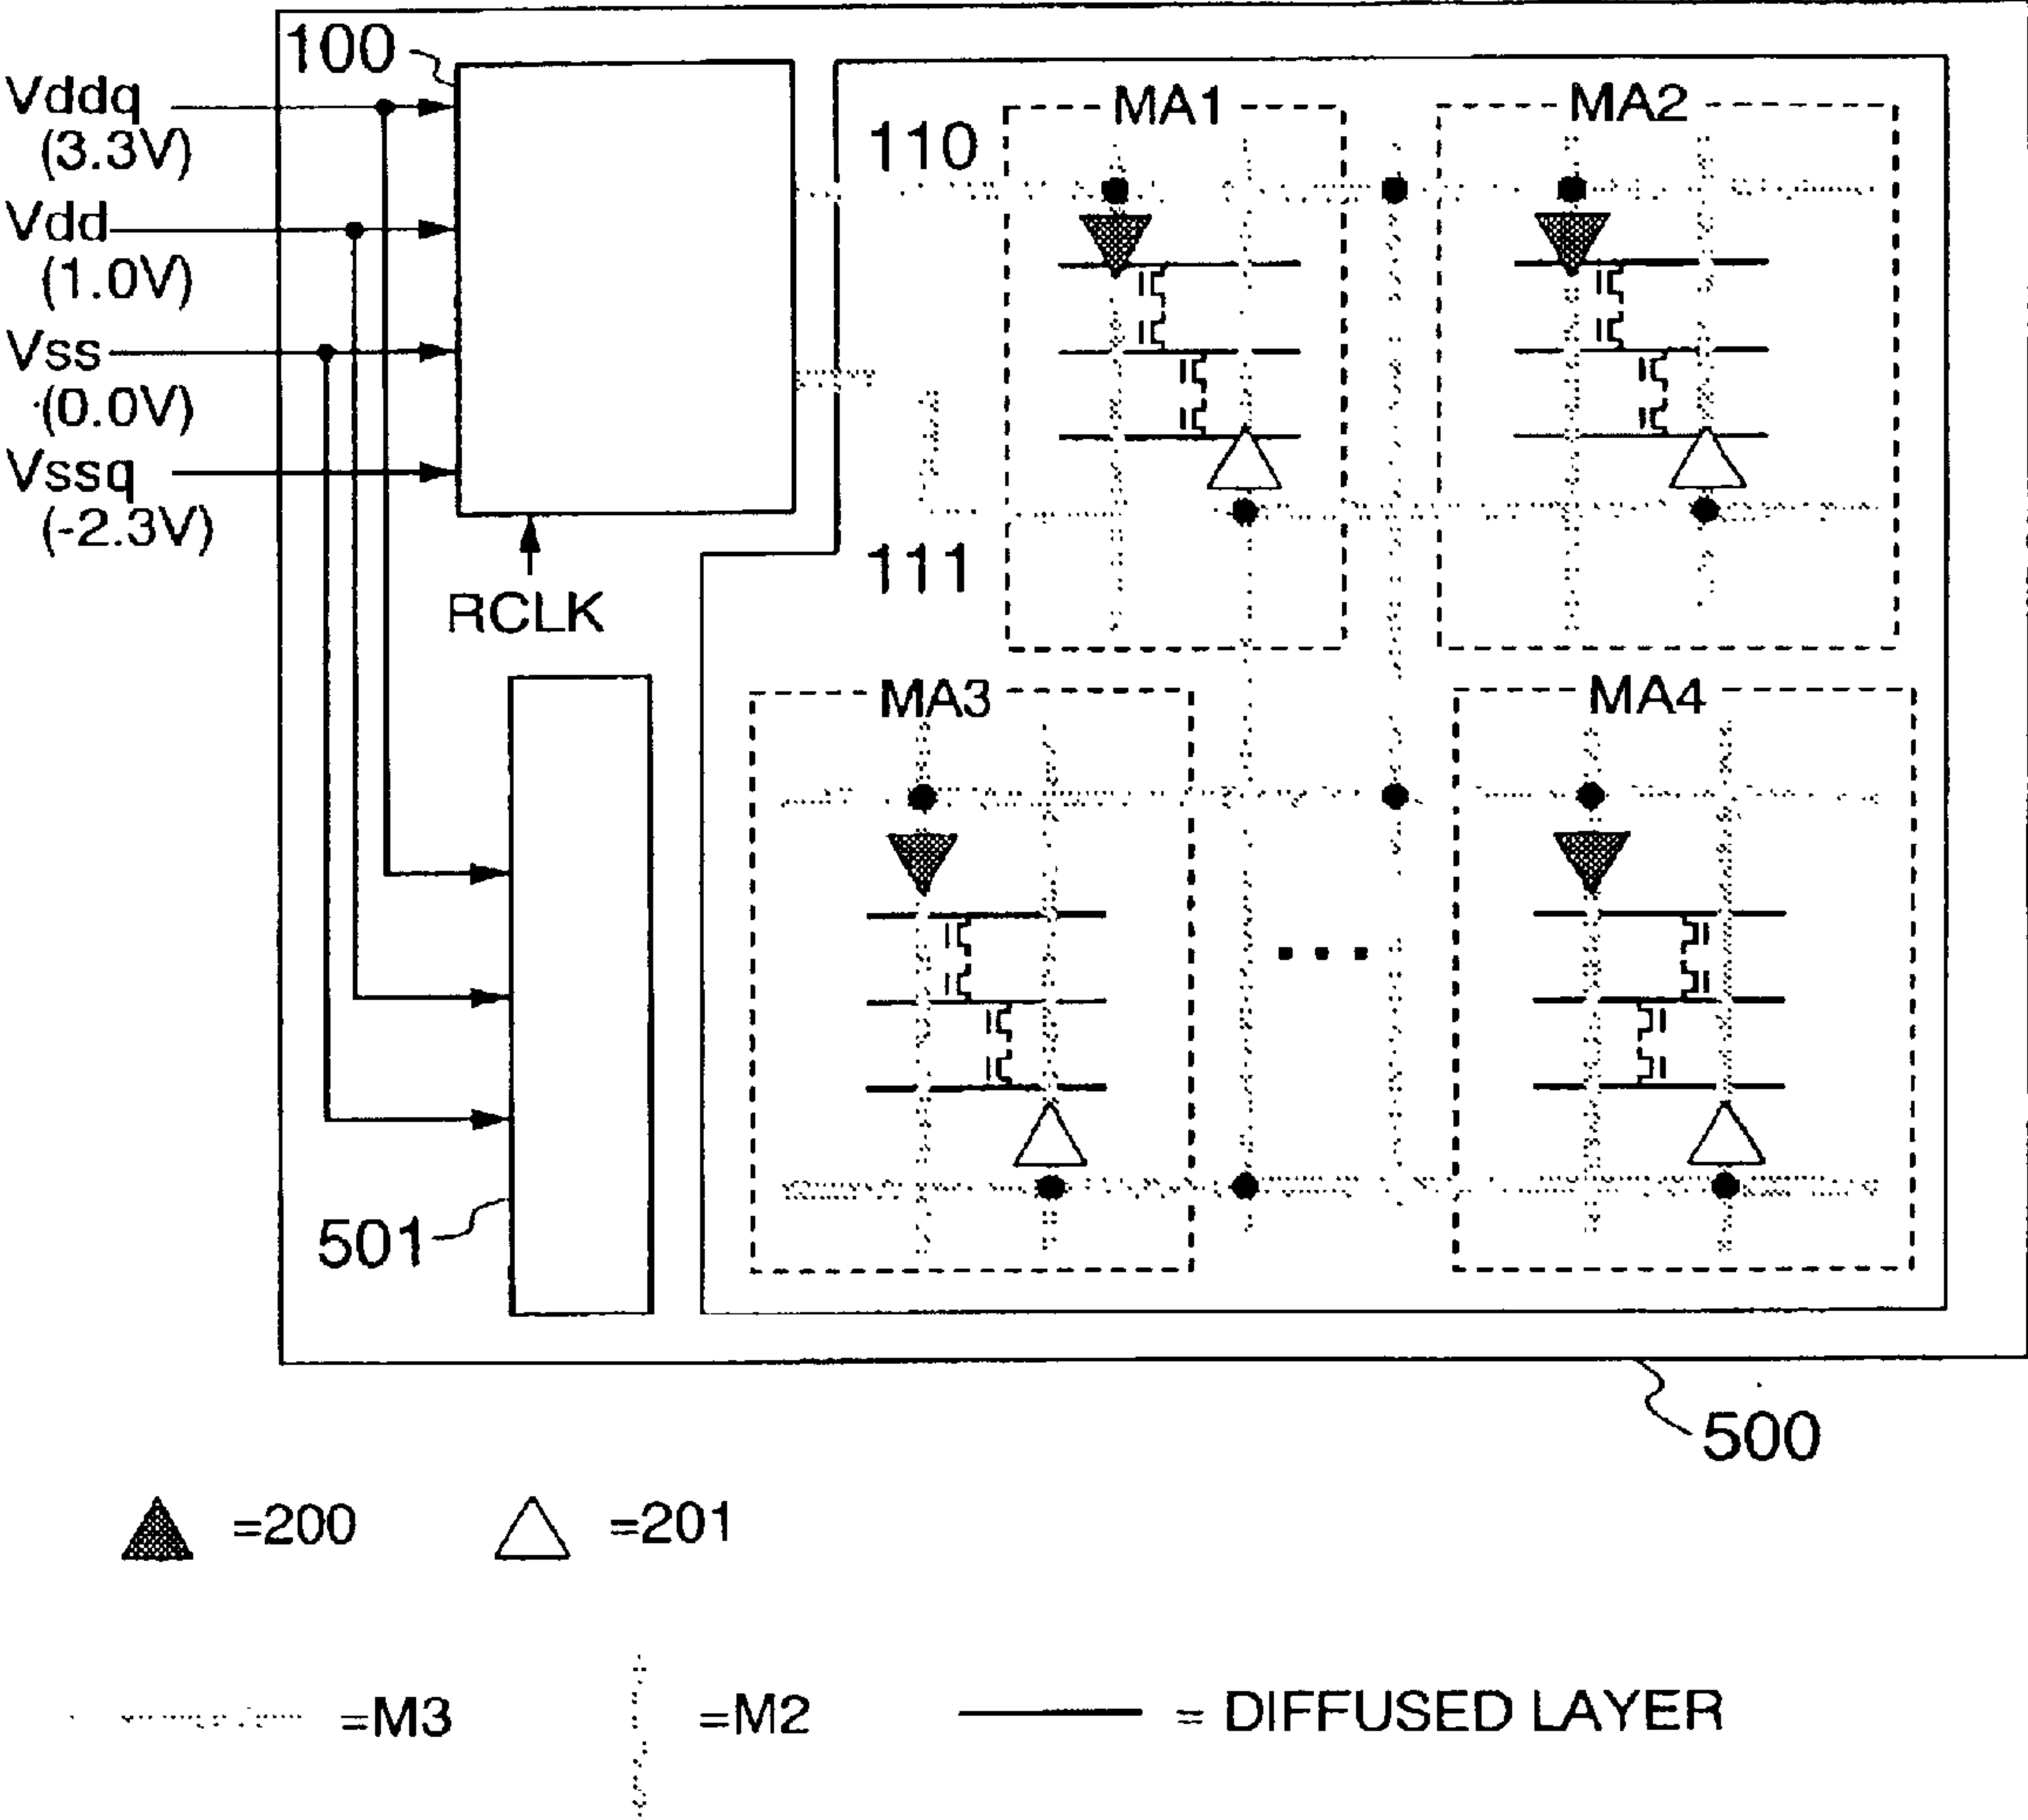 100
Vddq
(3.3V)
Vdd
(1.0V)
Vss
(0.0V)
Vssq
(-2.3V)
RCLK
110
111
MA1
MA2
MA3
MA4
501
500
=200
=201
=M3
=M2
= DIFFUSED LAYER